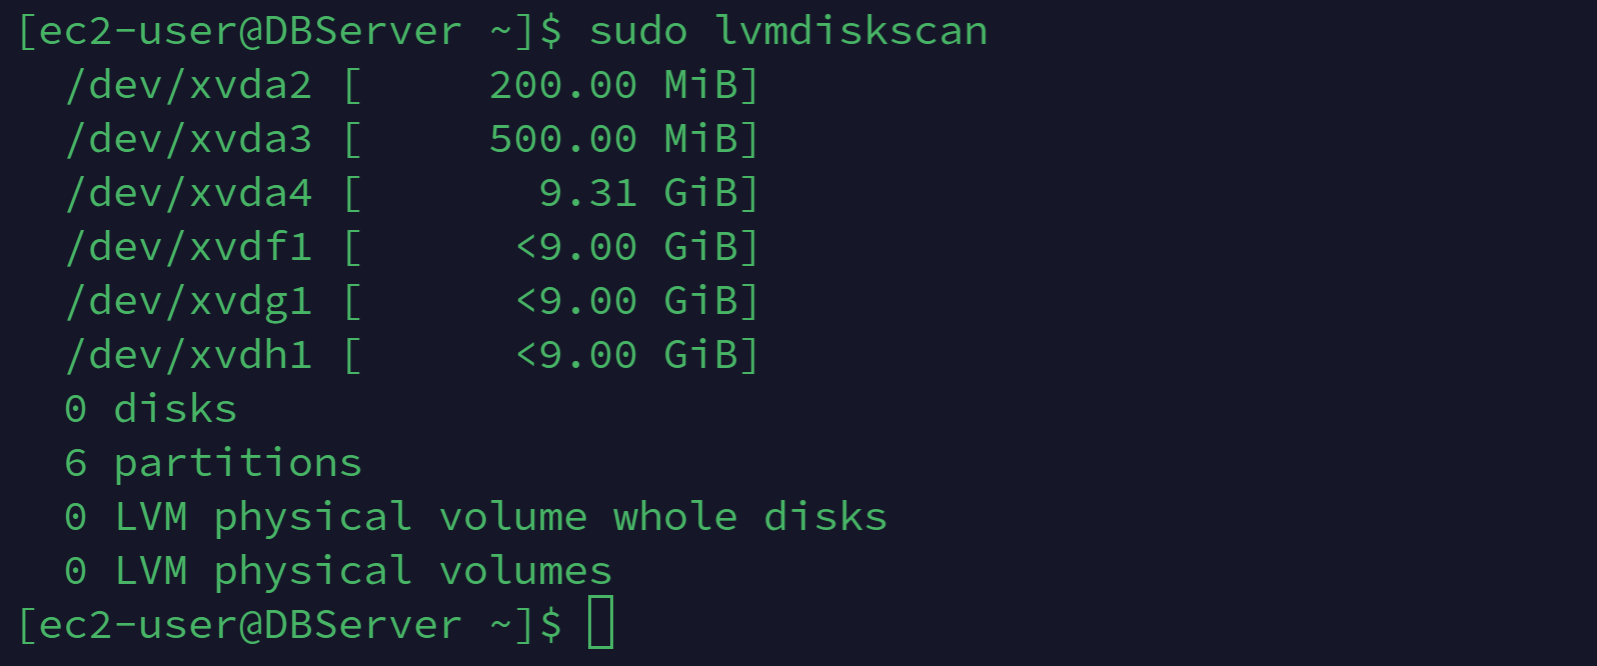 [ec2-user@DBServer ~]$ sudo lvmdiskscan
  /dev/xvda2 [     200.00 MiB]
  /dev/xvda3 [     500.00 MiB]
  /dev/xvda4 [       9.31 GiB]
  /dev/xvdf1 [      <9.00 GiB]
  /dev/xvdg1 [      <9.00 GiB]
  /dev/xvdh1 [      <9.00 GiB]
  0 disks
  6 partitions
  0 LVM physical volume whole disks
  0 LVM physical volumes
[ec2-user@DBServer ~]$